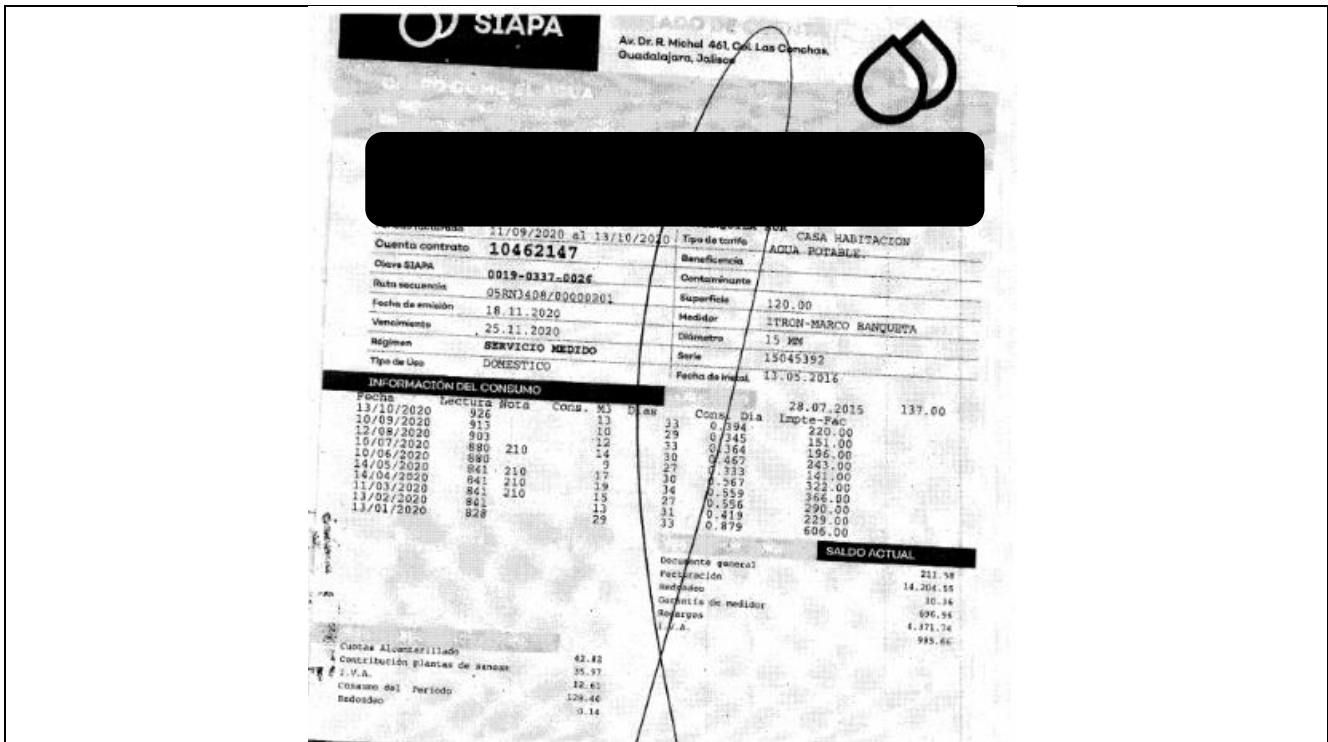 SIAPA
Av. Dr. R. Michel 461, Col. Las Conchas,
Guadalajara, Jalisco
11/09/2020 al 13/10/2020
Cuenta contrato 10462147
Clave SIAPA 0019-0337-0026
Ruta secuencia 05RN3408/00000201
Fecha de emisión 18.11.2020
Vencimiento 25.11.2020
Régimen SERVICIO MEDIDO
Tipo de Uso DOMESTICO
SUR
Tipo de tarifa CASA HABITACION
AGUA POTABLE.
Beneficencia
Contaminante
Superficie 120.00
Medidor ITRON-MARCO BANQUETA
Diámetro 15 MM
Serie 15045392
Fecha de instal. 13.05.2016
28.07.2015 137.00
INFORMACIÓN DEL CONSUMO
Fecha Lectura Nota Cons. M3 Dias Cons. Dia Impte-Fac
13/10/2020 926 13 33 0.394 220.00
10/09/2020 913 10 29 0.345 151.00
12/08/2020 903 12 33 0.364 196.00
10/07/2020 880 210 14 30 0.467 243.00
10/06/2020 880 9 27 0.333 141.00
14/05/2020 841 210 17 30 0.567 322.00
14/04/2020 841 210 19 34 0.559 366.00
11/03/2020 841 210 15 27 0.556 290.00
13/02/2020 841 13 31 0.419 229.00
13/01/2020 828 29 33 0.879 606.00
SALDO ACTUAL
Documento general 211.58
Facturación 14,204.55
Redondeo 10.36
Garantía de medidor 696.96
Recargos 4,371.74
I.V.A. 985.66
Cuotas Alcantarillado 42.82
Contribución plantas de saneam 35.97
I.V.A. 12.61
Consumo del Periodo 128.46
Redondeo 0.14